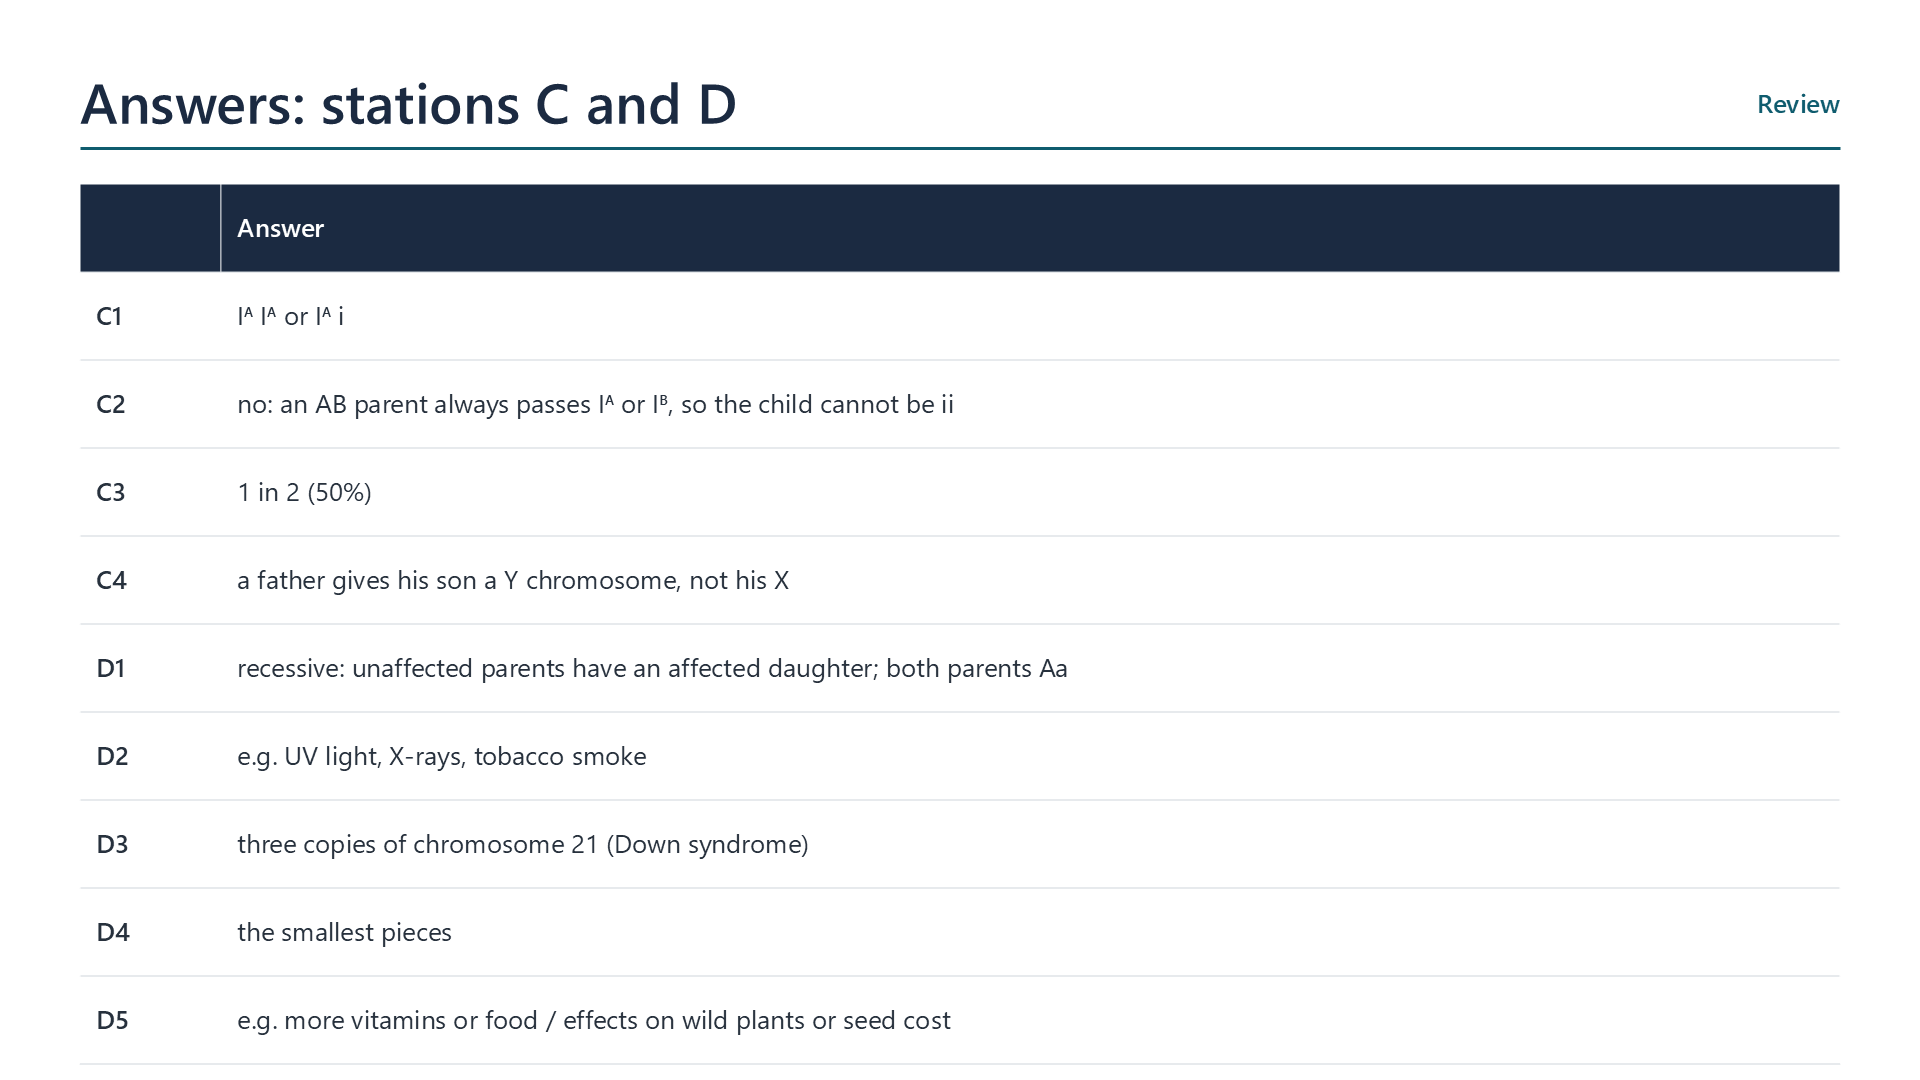 Answers: stations C and D
Review
Answer
C1 Iᴬ Iᴬ or Iᴬ i
C2 no: an AB parent always passes Iᴬ or Iᴮ, so the child cannot be ii
C3 1 in 2 (50%)
C4 a father gives his son a Y chromosome, not his X
D1 recessive: unaffected parents have an affected daughter; both parents Aa
D2 e.g. UV light, X-rays, tobacco smoke
D3 three copies of chromosome 21 (Down syndrome)
D4 the smallest pieces
D5 e.g. more vitamins or food / effects on wild plants or seed cost